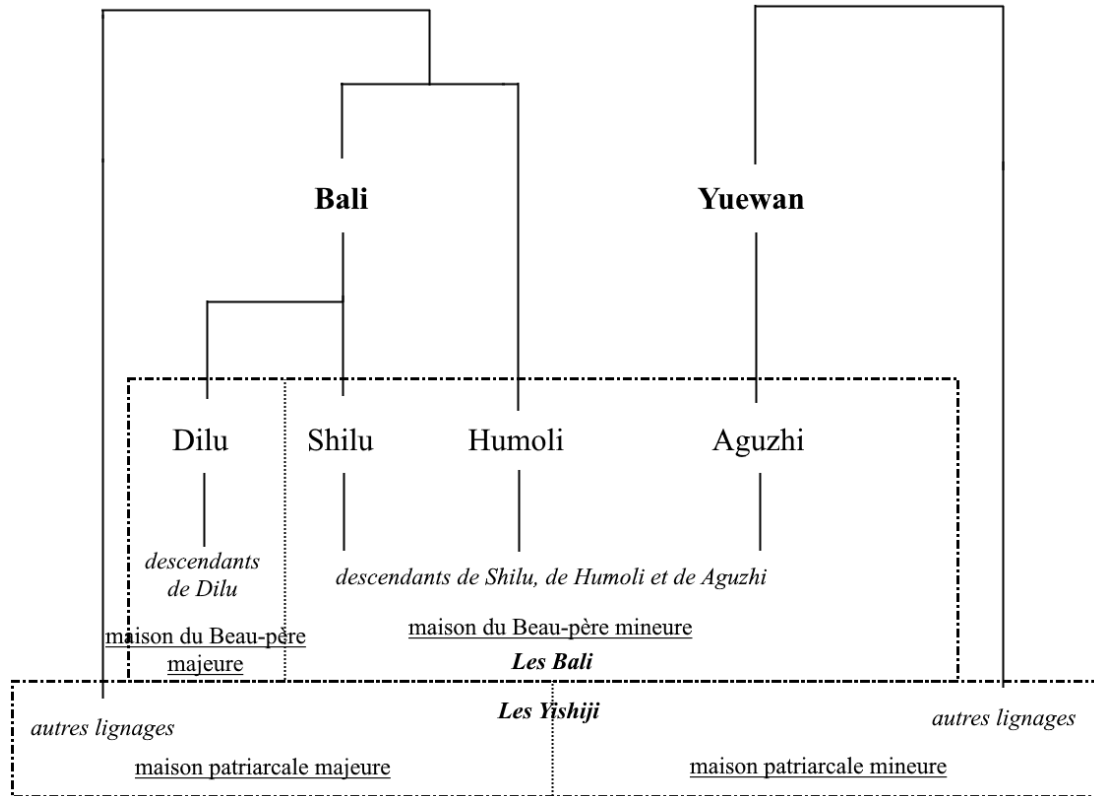 Bali
Yuewan
Dilu
Shilu
Humoli
Aguzhi
descendants
de Dilu
descendants de Shilu, de Humoli et de Aguzhi
maison du Beau-père
majeure
maison du Beau-père mineure
Les Bali
Les Yishiji
autres lignages
autres lignages
maison patriarcale majeure
maison patriarcale mineure